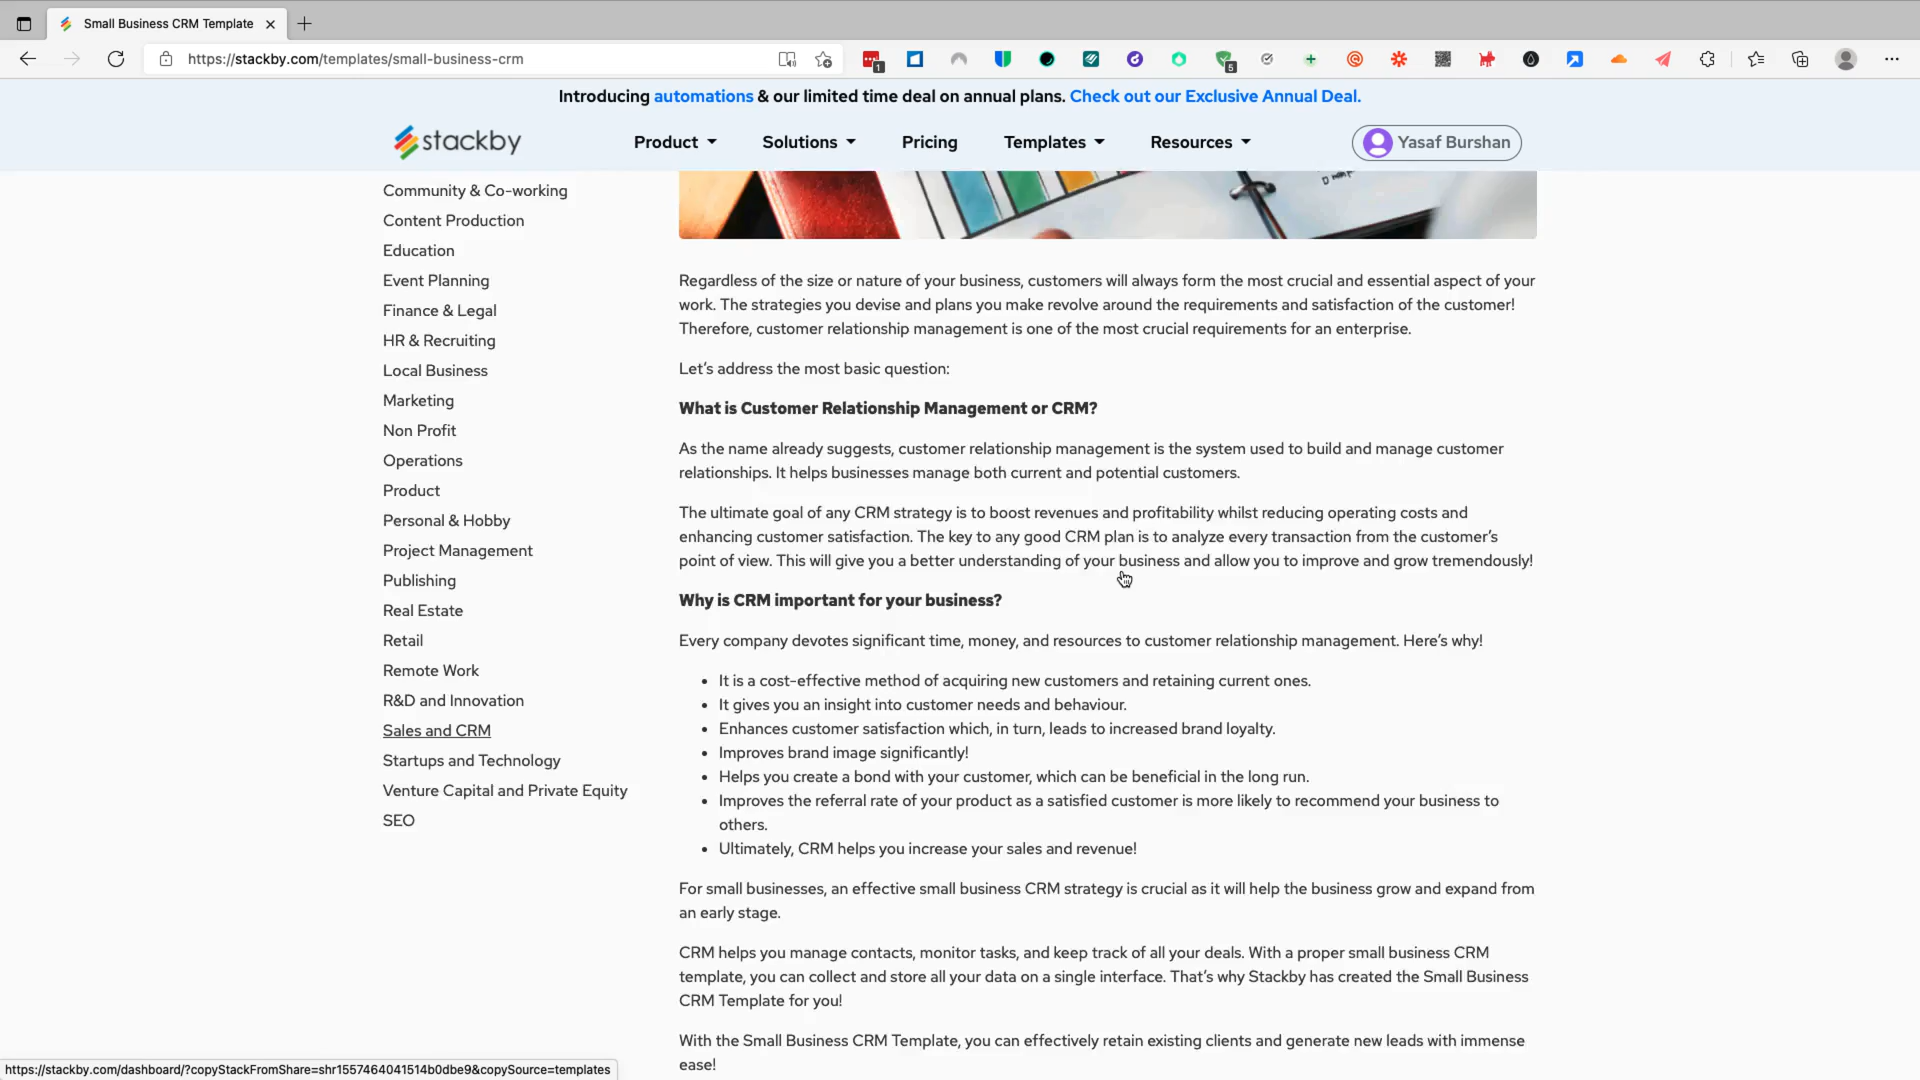 Small Business CRM Template
https://stackby.com/templates/small-business-crm
1
5
Introducing automations & our limited time deal on annual plans. Check out our Exclusive Annual Deal.
stackby
Product
Solutions
Pricing
Templates
Resources
Yasaf Burshan
Community & Co-working
Content Production
Education
Event Planning
Finance & Legal
HR & Recruiting
Local Business
Marketing
Non Profit
Operations
Product
Personal & Hobby
Project Management
Publishing
Real Estate
Retail
Remote Work
R&D and Innovation
Sales and CRM
Startups and Technology
Venture Capital and Private Equity
SEO
Regardless of the size or nature of your business, customers will always form the most crucial and essential aspect of your
work. The strategies you devise and plans you make revolve around the requirements and satisfaction of the customer!
Therefore, customer relationship management is one of the most crucial requirements for an enterprise.
Let's address the most basic question:
What is Customer Relationship Management or CRM?
As the name already suggests, customer relationship management is the system used to build and manage customer
relationships. It helps businesses manage both current and potential customers.
The ultimate goal of any CRM strategy is to boost revenues and profitability whilst reducing operating costs and
enhancing customer satisfaction. The key to any good CRM plan is to analyze every transaction from the customer's
point of view. This will give you a better understanding of your business and allow you to improve and grow tremendously!
Why is CRM important for your business?
Every company devotes significant time, money, and resources to customer relationship management. Here's why!
• It is a cost-effective method of acquiring new customers and retaining current ones.
• It gives you an insight into customer needs and behaviour.
• Enhances customer satisfaction which, in turn, leads to increased brand loyalty.
• Improves brand image significantly!
• Helps you create a bond with your customer, which can be beneficial in the long run.
• Improves the referral rate of your product as a satisfied customer is more likely to recommend your business to
others.
• Ultimately, CRM helps you increase your sales and revenue!
For small businesses, an effective small business CRM strategy is crucial as it will help the business grow and expand from
an early stage.
CRM helps you manage contacts, monitor tasks, and keep track of all your deals. With a proper small business CRM
template, you can collect and store all your data on a single interface. That's why Stackby has created the Small Business
CRM Template for you!
With the Small Business CRM Template, you can effectively retain existing clients and generate new leads with immense
ease!
https://stackby.com/dashboard/?copyStackFromShare=shr1557464041514b0dbe9&copySource=templates